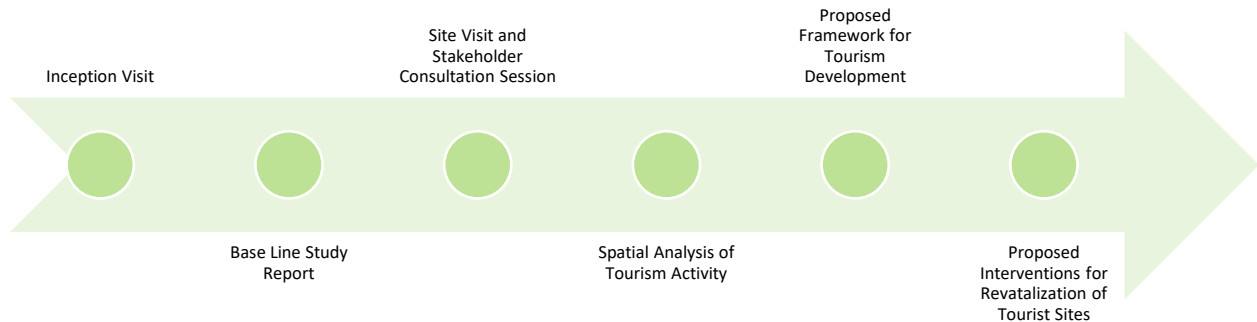 Inception Visit
Base Line Study
Report
Site Visit and
Stakeholder
Consultation Session
Spatial Analysis of
Tourism Activity
Proposed
Framework for
Tourism
Development
Proposed
Interventions for
Revatalization of
Tourist Sites